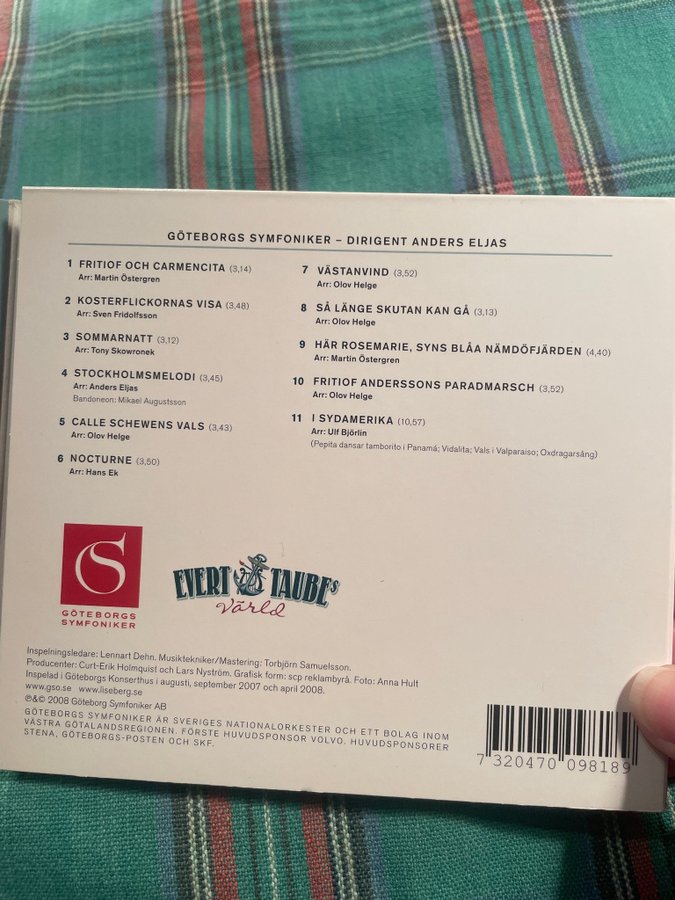 GÖTEBORGS SYMFONIKER – DIRIGENT ANDERS ELJAS
1 FRITIOF OCH CARMENCITA (3,14)
Arr: Martin Östergren
2 KOSTERFLICKORNAS VISA (3,48)
Arr: Sven Fridolfsson
3 SOMMARNATT (3,12)
Arr: Tony Skowronek
4 STOCKHOLMSMELODI (3,45)
Arr: Anders Eljas
Bandoneon: Mikael Augustsson
5 CALLE SCHEWENS VALS (3,43)
Arr: Olov Helge
6 NOCTURNE (3,50)
Arr: Hans Ek
7 VÄSTANVIND (3,52)
Arr: Olov Helge
8 SÅ LÄNGE SKUTAN KAN GÅ (3,13)
Arr: Olov Helge
9 HÄR ROSEMARIE, SYNS BLÅA NÄMDÖFJÄRDEN (4,40)
Arr: Martin Östergren
10 FRITIOF ANDERSSONS PARADMARSCH (3,52)
Arr: Olov Helge
11 I SYDAMERIKA (10,57)
Arr: Ulf Björlin
(Pepita dansar tamborito i Panamá; Vidalita; Vals i Valparaiso; Oxdragarsång)
GÖTEBORGS
SYMFONIKER
EVERT TAUBEs
Värld
Inspelningsledare: Lennart Dehn. Musiktekniker/Mastering: Torbjörn Samuelsson.
Producenter: Curt-Erik Holmquist och Lars Nyström. Grafisk form: scp reklambyrå. Foto: Anna Hult
Inspelad i Göteborgs Konserthus i augusti, september 2007 och april 2008.
www.gso.se www.liseberg.se
℗&© 2008 Göteborg Symfoniker AB
GÖTEBORGS SYMFONIKER ÄR SVERIGES NATIONALORKESTER OCH ETT BOLAG INOM
VÄSTRA GÖTALANDSREGIONEN. FÖRSTE HUVUDSPONSOR VOLVO. HUVUDSPONSORER
STENA, GÖTEBORGS-POSTEN OCH SKF.
7 320470 098189